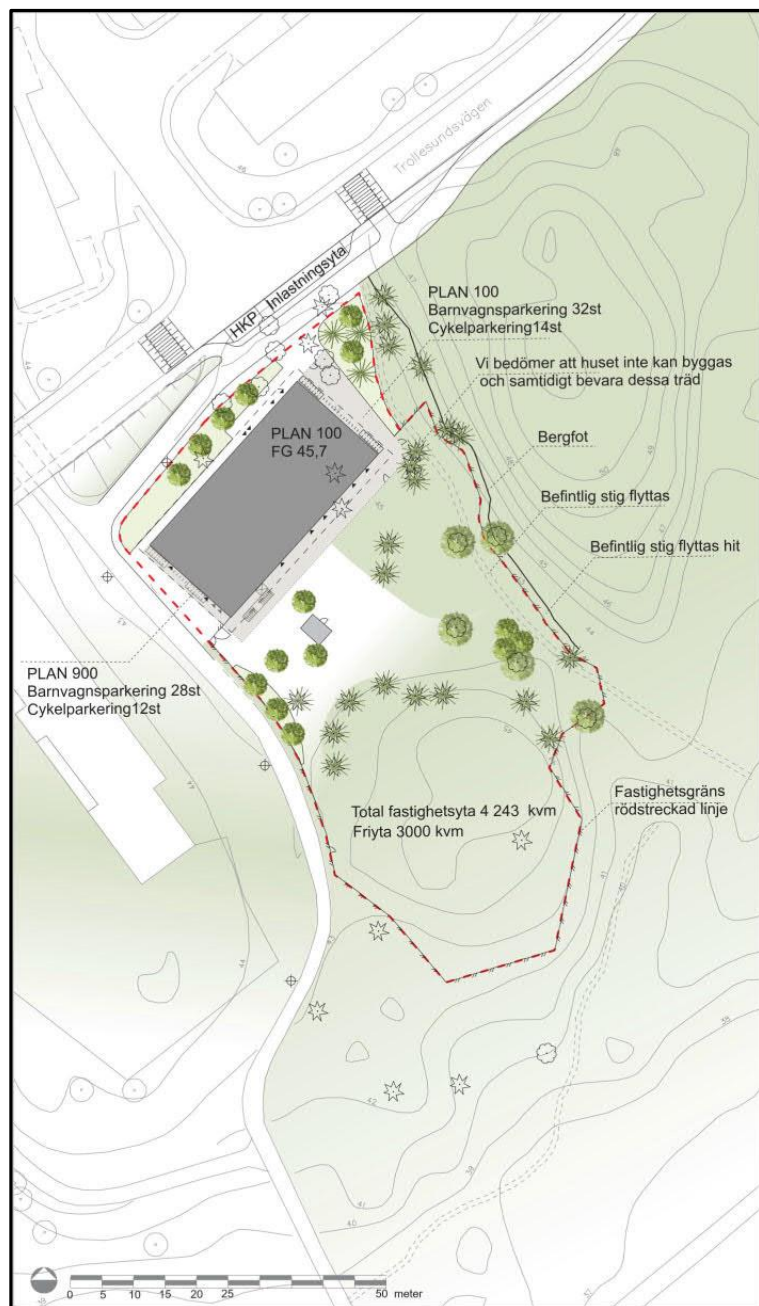 Trollesundsvägen
Inlastningsyta
HKP
PLAN 100
Barnvagnsparkering 32st
Cykelparkering14st
Vi bedömer att huset inte kan byggas
och samtidigt bevara dessa träd
PLAN 100
FG 45,7
Bergfot
Befintlig stig flyttas
Befintlig stig flyttas hit
PLAN 900
Barnvagnsparkering 28st
Cykelparkering12st
Fastighetsgräns
rödstreckad linje
Total fastighetsyta 4 243 kvm
Friyta 3000 kvm
0 5 10 15 20 25 50 meter